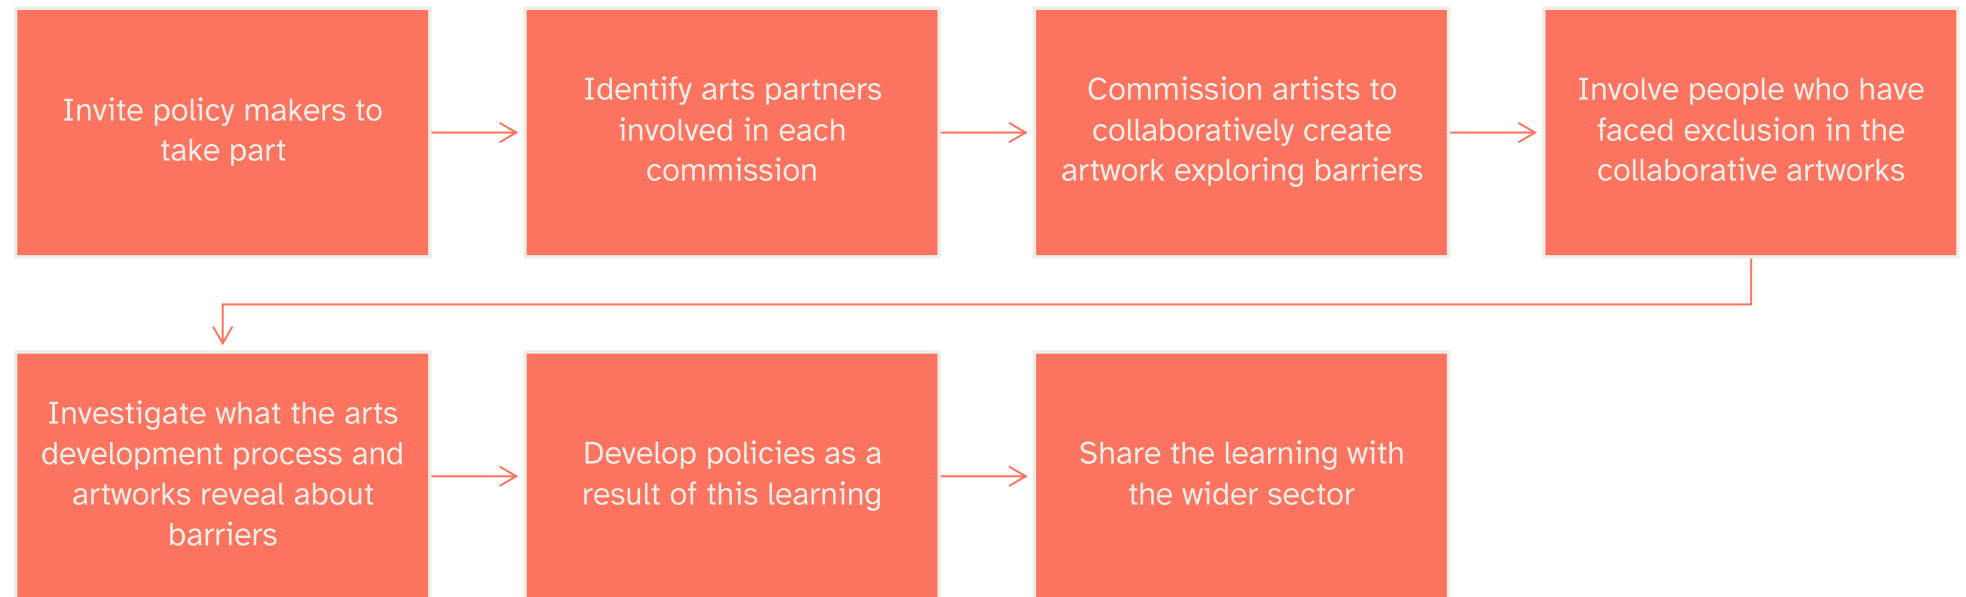 Invite policy makers to
take part
Identify arts partners
involved in each
commission
Commission artists to
collaboratively create
artwork exploring barriers
Involve people who have
faced exclusion in the
collaborative artworks
Investigate what the arts
development process and
artworks reveal about
barriers
Develop policies as a
result of this learning
Share the learning with
the wider sector